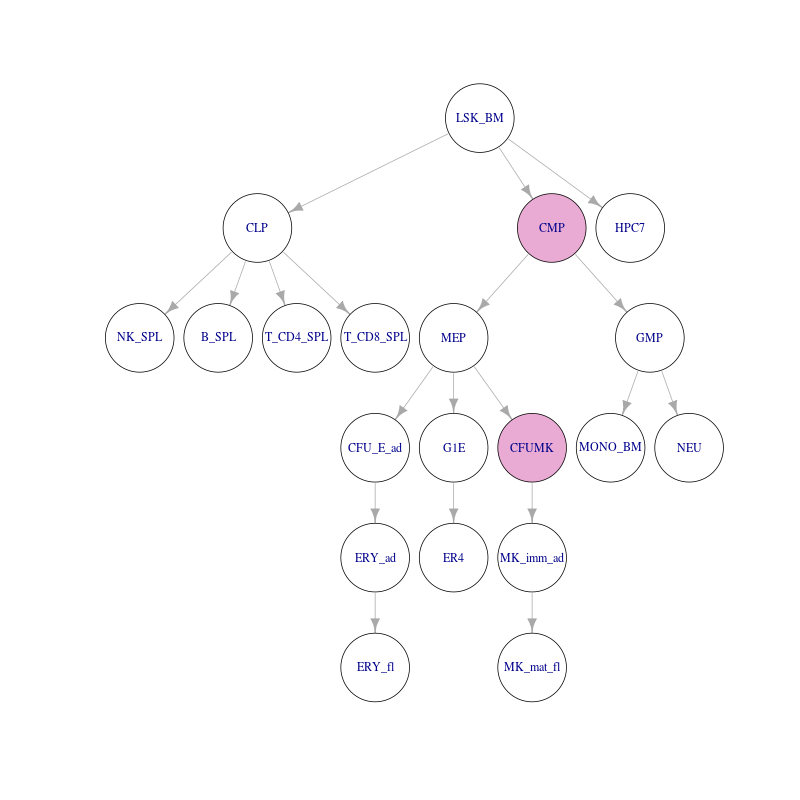 LSK_BM
CLP
CMP
HPC7
NK_SPL
B_SPL
T_CD4_SPL
T_CD8_SPL
MEP
GMP
CFU_E_ad
G1E
CFUMK
MONO_BM
NEU
ERY_ad
ER4
MK_imm_ad
ERY_fl
MK_mat_fl